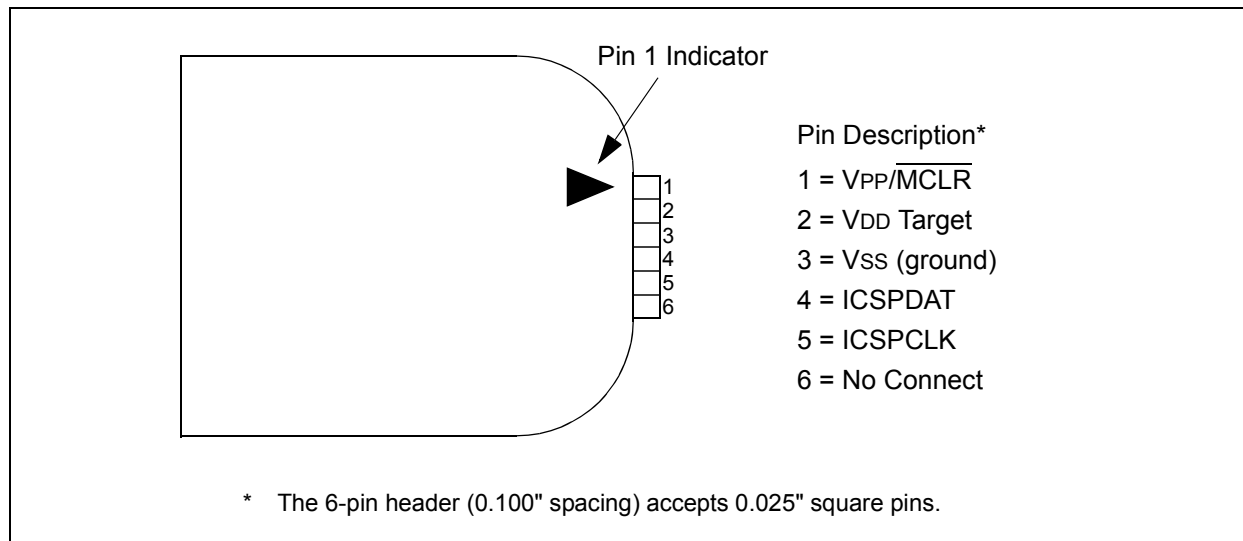 Pin 1 Indicator
1
2
3
4
5
6
Pin Description*
1 = VPP/MCLR
2 = VDD Target
3 = VSS (ground)
4 = ICSPDAT
5 = ICSPCLK
6 = No Connect
* The 6-pin header (0.100" spacing) accepts 0.025" square pins.